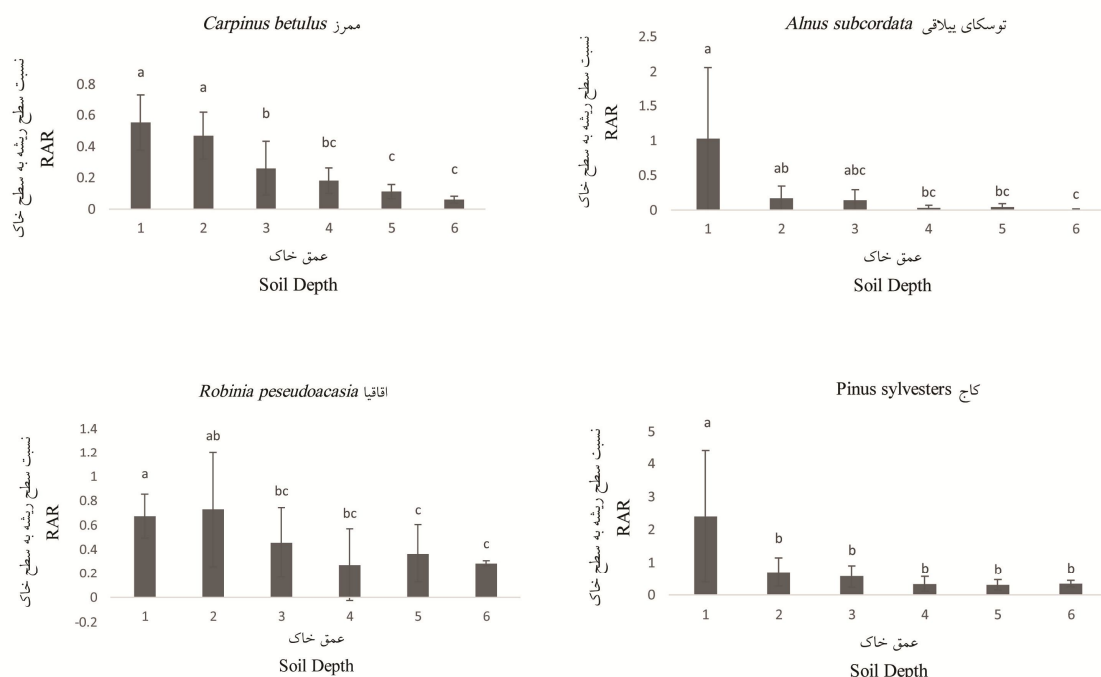 Carpinus betulus ممرز
نسبت سطح ریشه به سطح خاک
RAR
0.8
0.6
0.4
0.2
0
a
a
b
bc
c
c
1 2 3 4 5 6
عمق خاک
Soil Depth
Alnus subcordata توسکای ییلاقی
نسبت سطح ریشه به سطح خاک
RAR
2.5
2
1.5
1
0.5
0
a
ab
abc
bc
bc
c
1 2 3 4 5 6
عمق خاک
Soil Depth
Robinia peseudoacasia اقاقیا
نسبت سطح ریشه به سطح خاک
RAR
1.4
1.2
1
0.8
0.6
0.4
0.2
0
-0.2
a
ab
bc
bc
c
c
1 2 3 4 5 6
عمق خاک
Soil Depth
Pinus sylvesters کاج
نسبت سطح ریشه به سطح خاک
RAR
5
4
3
2
1
0
a
b
b
b
b
b
1 2 3 4 5 6
عمق خاک
Soil Depth